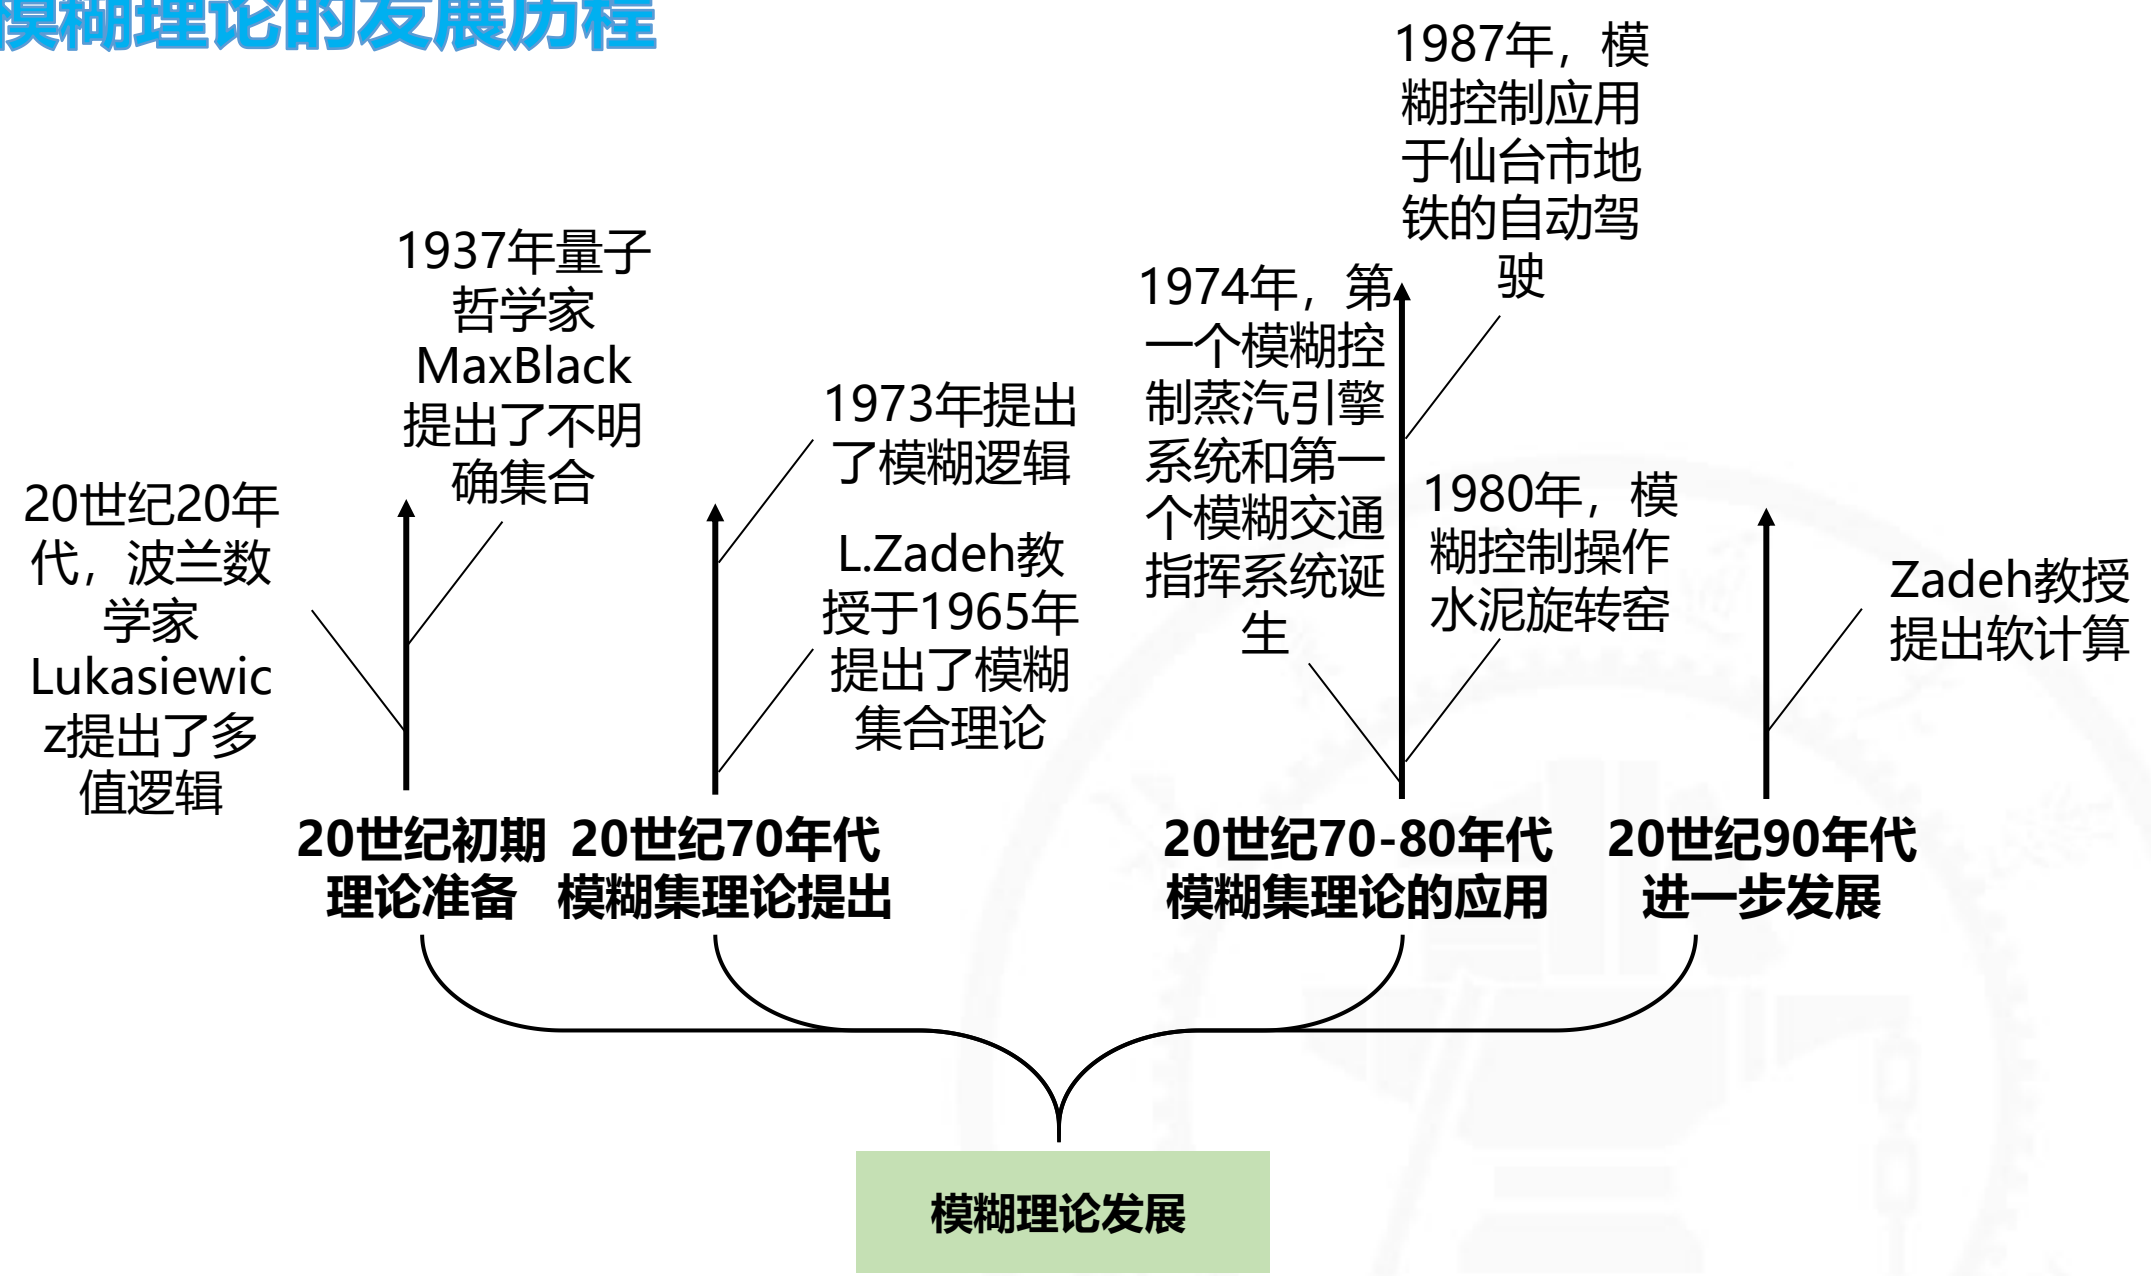 模糊理论的发展历程
20世纪20年
代，波兰数
学家
Lukasiewic
z提出了多
值逻辑
1937年量子
哲学家
MaxBlack
提出了不明
确集合
20世纪初期
理论准备
1973年提出
了模糊逻辑
L.Zadeh教
授于1965年
提出了模糊
集合理论
20世纪70年代
模糊集理论提出
1974年，第
一个模糊控
制蒸汽引擎
系统和第一
个模糊交通
指挥系统诞
生
1987年，模
糊控制应用
于仙台市地
铁的自动驾
驶
1980年，模
糊控制操作
水泥旋转窑
20世纪70-80年代
模糊集理论的应用
Zadeh教授
提出软计算
20世纪90年代
进一步发展
模糊理论发展